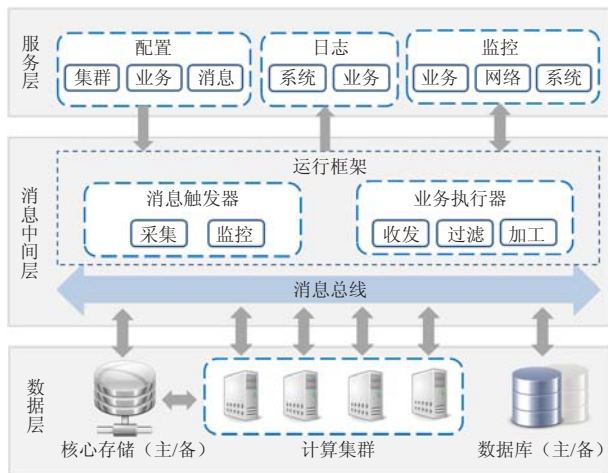 服务层
配置
集群 业务 消息
日志
系统 业务
监控
业务 网络 系统
消息中间层
运行框架
消息触发器
采集 监控
业务执行器
收发 过滤 加工
消息总线
数据层
核心存储（主/备）
计算集群
数据库（主/备）